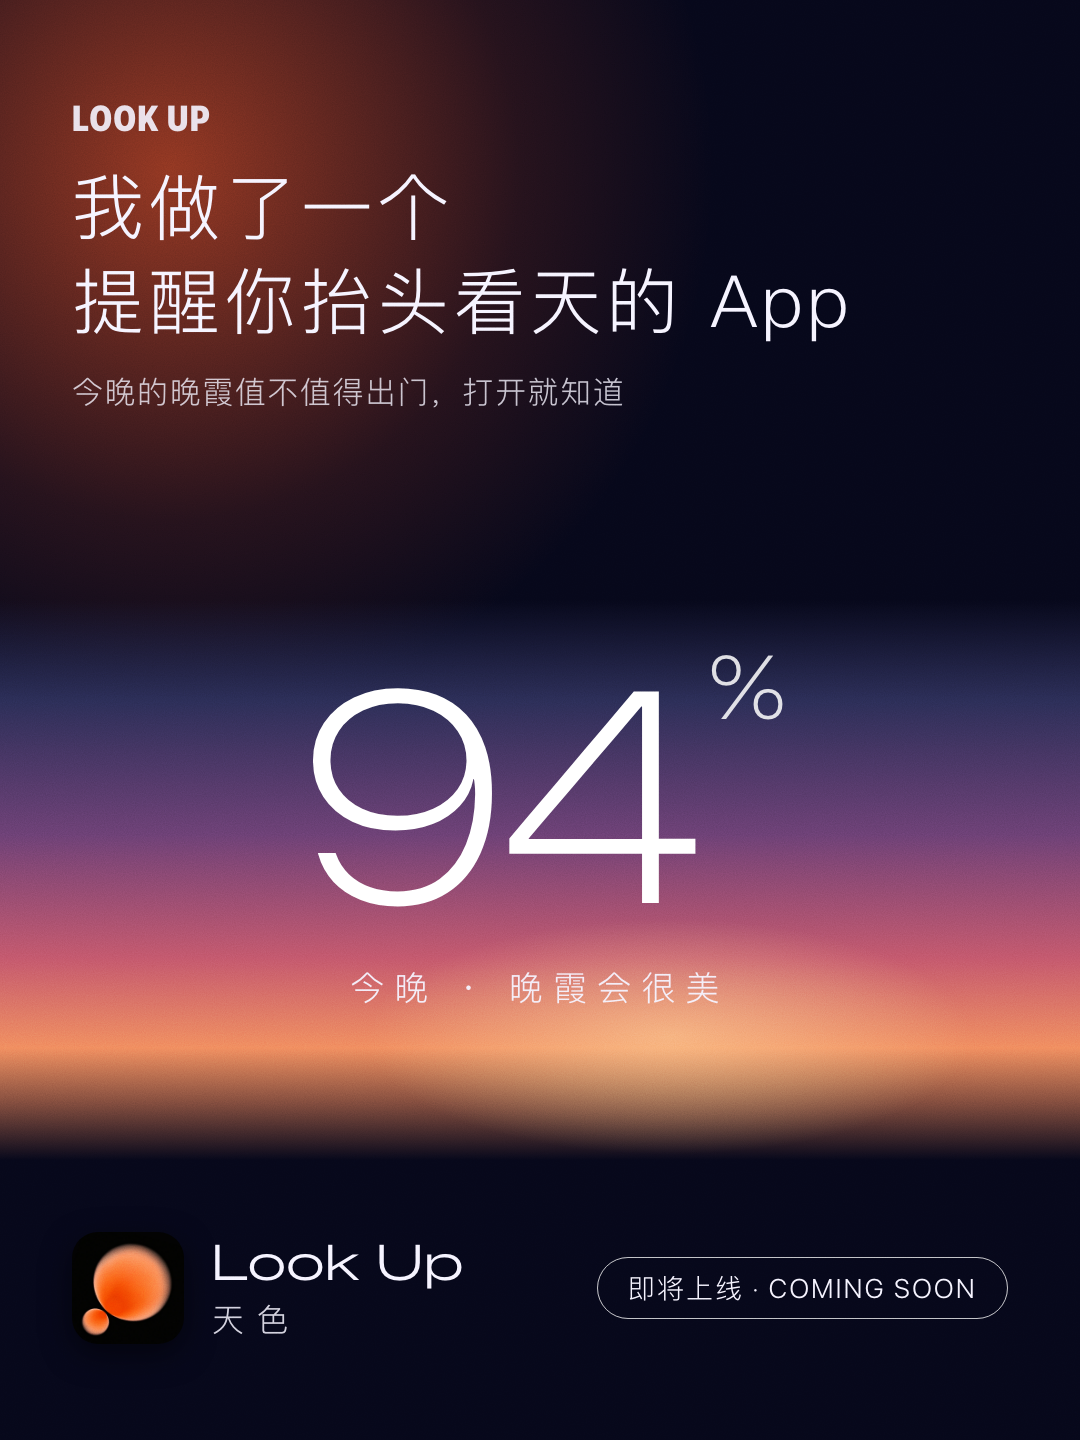 LOOK UP
我做了一个
提醒你抬头看天的 App
今晚的晚霞值不值得出门，打开就知道
94%
今晚 · 晚霞会很美
Look Up
天色
即将上线 · COMING SOON